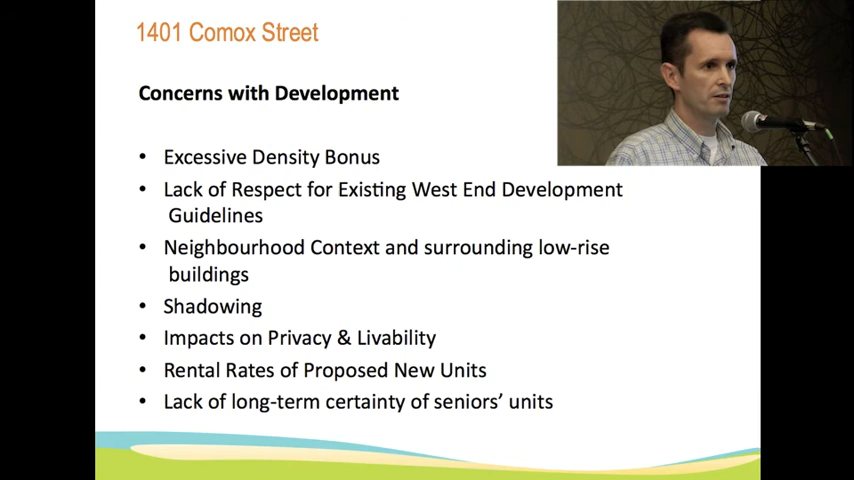 1401 Comox Street
Concerns with Development
• Excessive Density Bonus
• Lack of Respect for Existing West End Development
Guidelines
• Neighbourhood Context and surrounding low-rise
buildings
• Shadowing
• Impacts on Privacy & Livability
• Rental Rates of Proposed New Units
• Lack of long-term certainty of seniors’ units